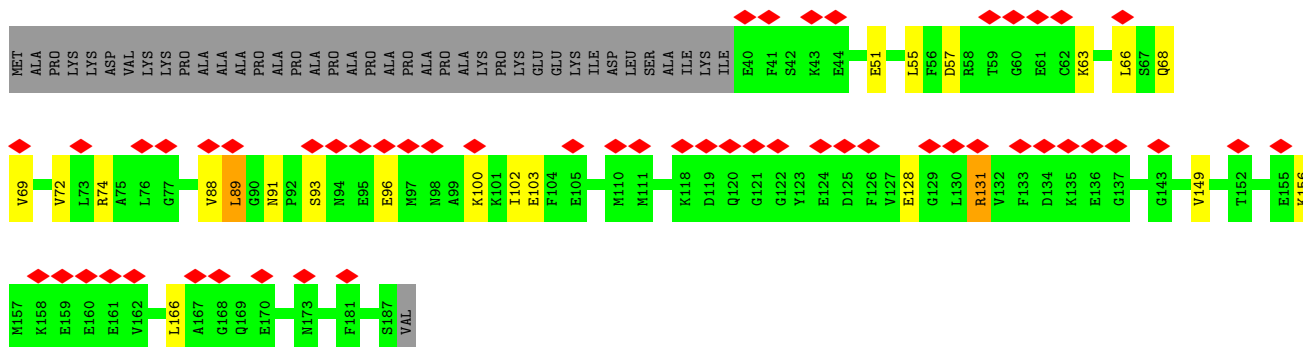 MET ALA PRO LYS LYS ASP VAL LYS LYS PRO ALA ALA ALA PRO ALA PRO ALA PRO ALA PRO ALA PRO ALA PRO ALA LYS PRO LYS GLU GLU LYS ILE ASP LEU SER ALA ILE LYS ILE E40 F41 S42 K43 E44 E51 L55 F56 D57 R58 T59 G60 E61 C62 K63 L66 S67 Q68
V69 V72 L73 R74 A75 L76 G77 V88 L89 G90 N91 P92 S93 N94 E95 E96 M97 N98 A99 K100 K101 I102 E103 F104 E105 M110 M111 K118 D119 Q120 G121 G122 Y123 E124 D125 F126 V127 E128 G129 L130 R131 V132 F133 D134 K135 E136 G137 G143 V149 T152 E155 K156
M157 K158 E159 E160 E161 V162 L166 A167 G168 Q169 E170 N173 F181 S187 VAL